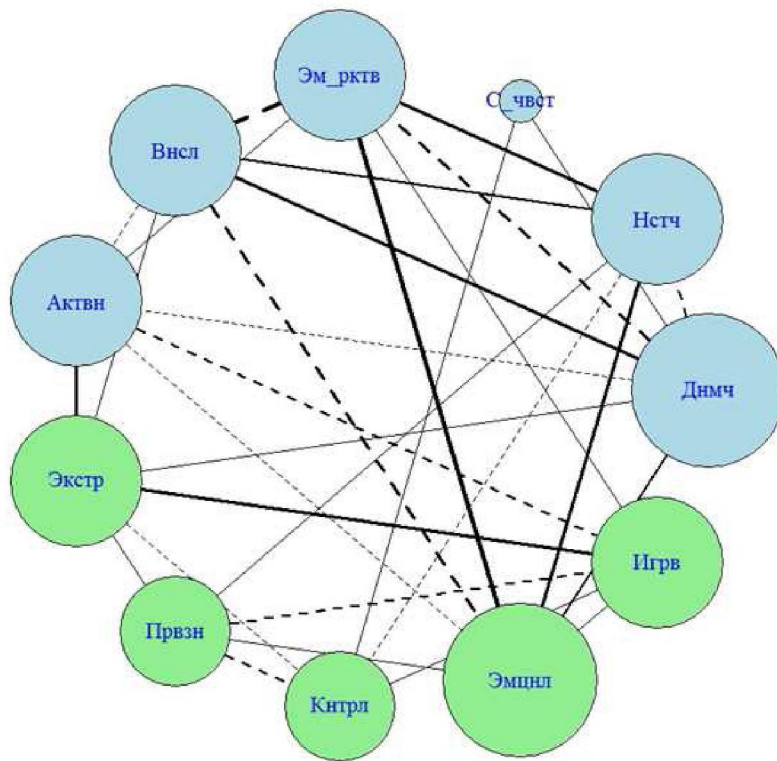 Эм_рктв
С_чвст
Внсл
Нстч
Актвн
Днмч
Экстр
Игрв
Првзн
Эмцнл
Кнтрл